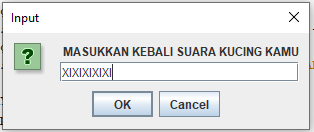 Input
MASUKKAN KEBALI SUARA KUCING KAMU
XIXIXIXIXI
OK
Cancel